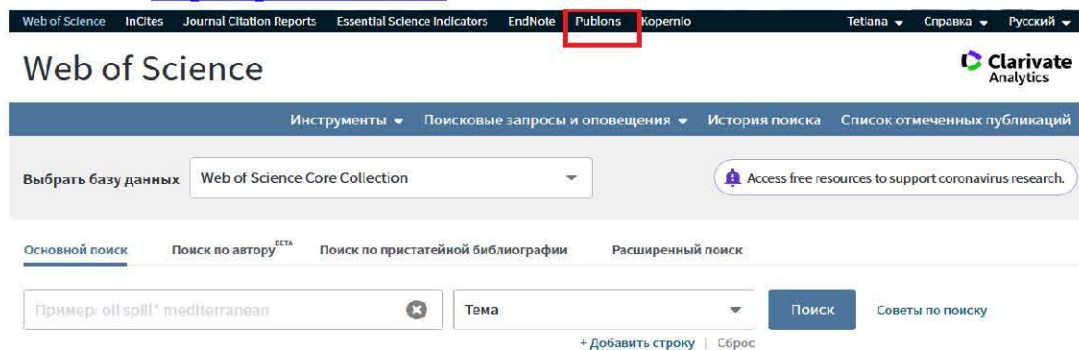 Web of Science InCites Journal Citation Reports Essential Science Indicators EndNote Publons Kopernio Tetiana Справка Русский
Web of Science
Clarivate
Analytics
Инструменты Поисковые запросы и оповещения История поиска Список отмеченных публикаций
Выбрать базу данных Web of Science Core Collection Access free resources to support coronavirus research.
Основной поиск Поиск по автору BETA Поиск по пристатейной библиографии Расширенный поиск
Пример: oil spill* mediterranean Тема Поиск Советы по поиску
+ Добавить строку | Сброс